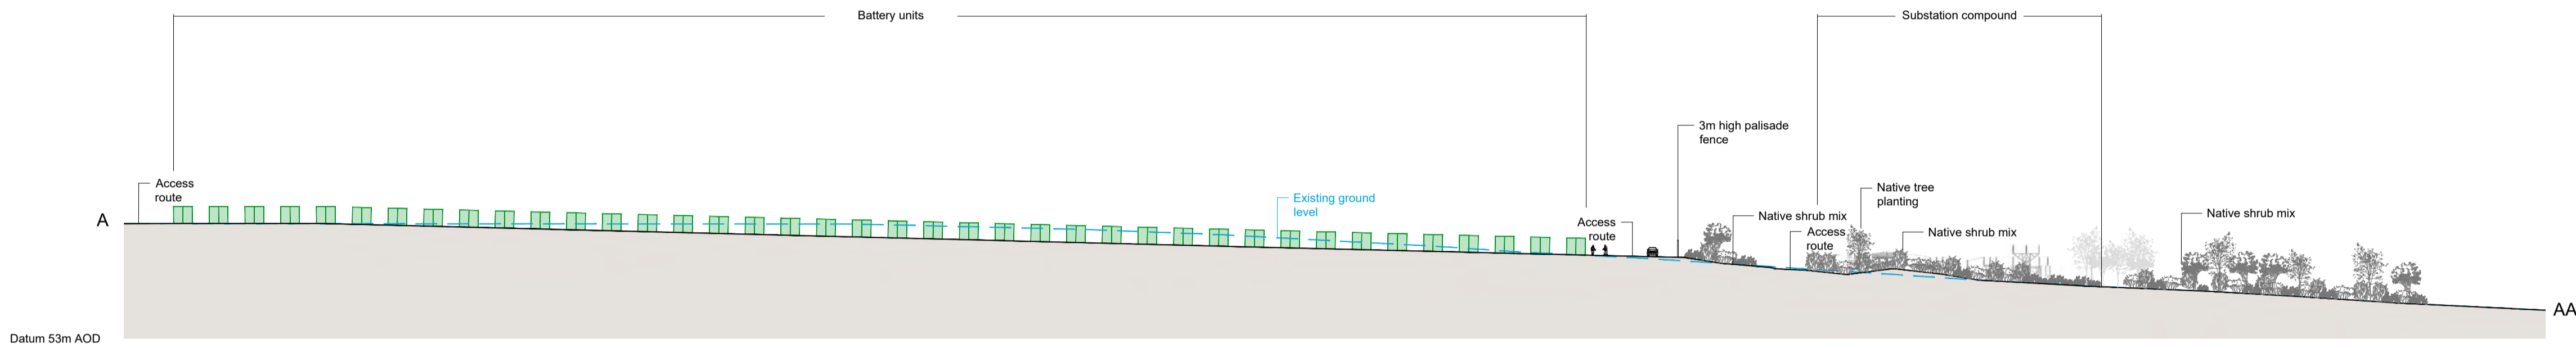 Battery units
Substation compound
3m high palisade
fence
Access
route
A
Existing ground
level
Native tree
planting
Native shrub mix
Native shrub mix
Access
route
Access
route
Native shrub mix
AA
Datum 53m AOD